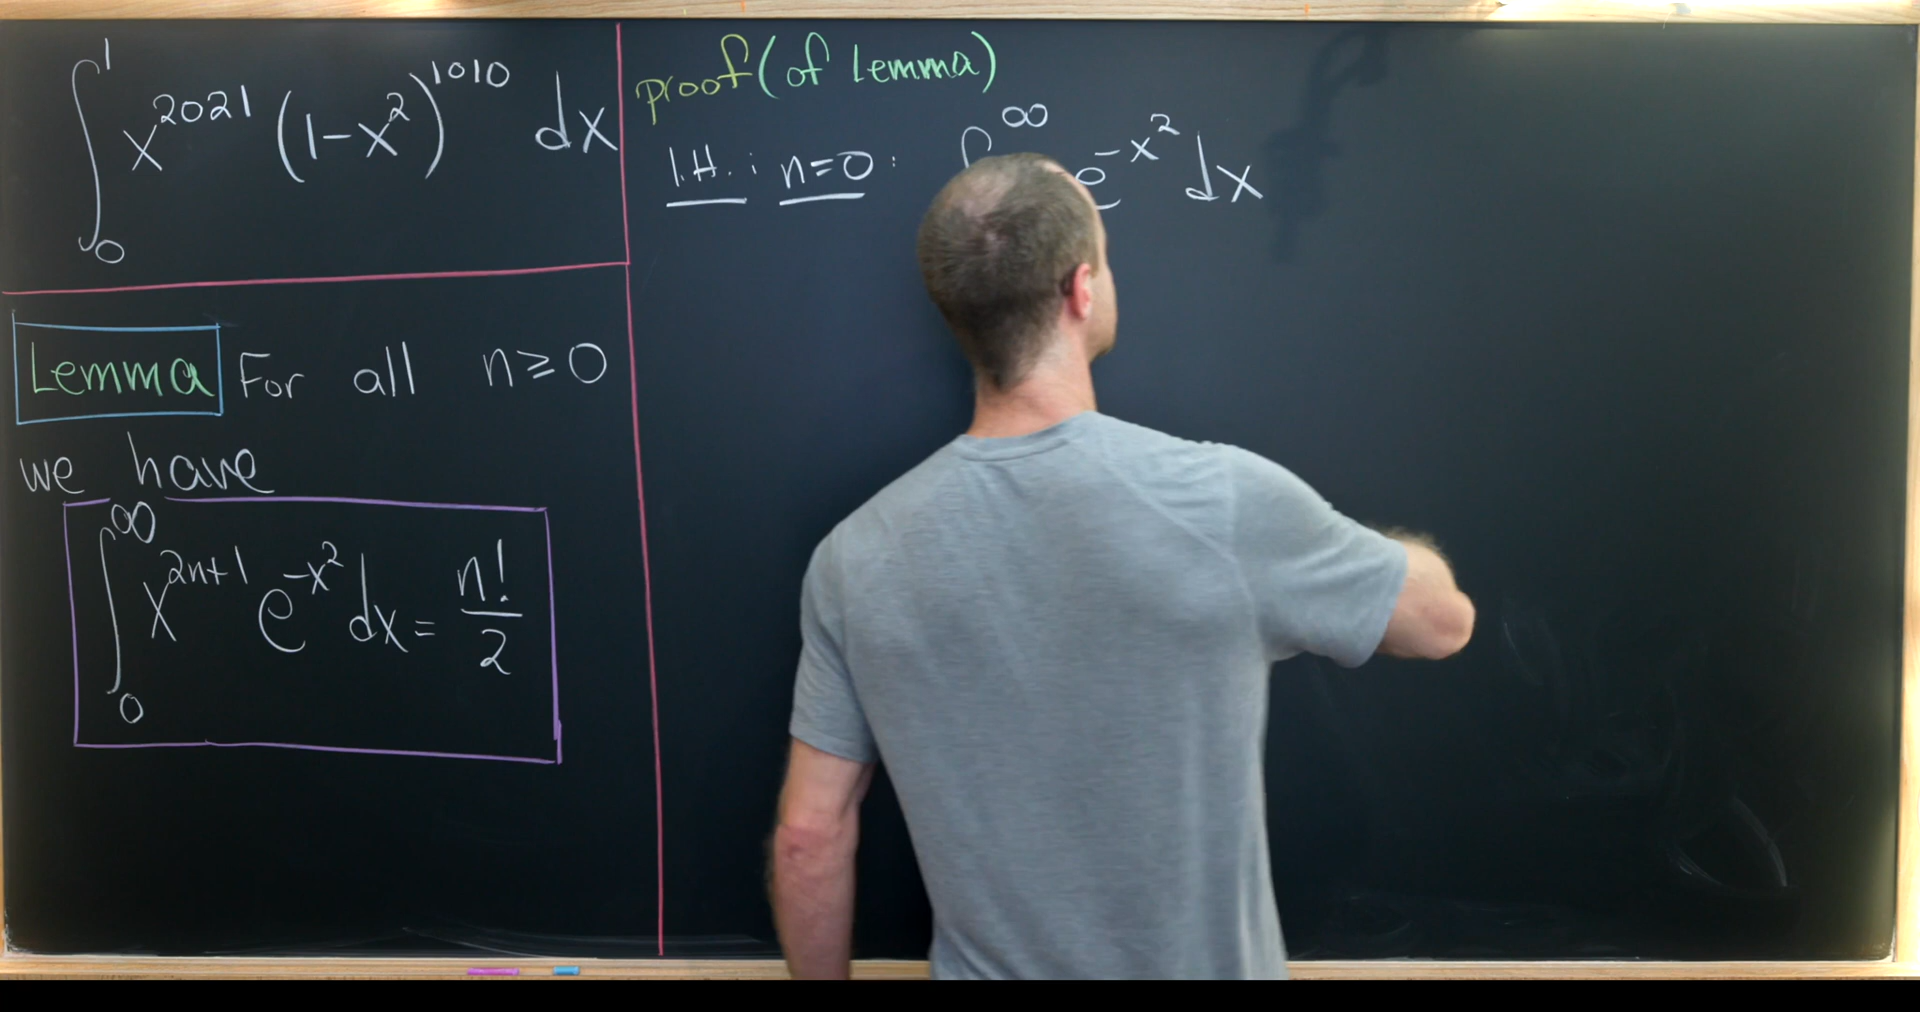 ∫₀¹ x²⁰²¹ (1-x²)¹⁰¹⁰ dx
Lemma For all n ≥ 0
we have
∫₀^∞ x²ⁿ⁺¹ e^(-x²) dx = n!/2
proof (of Lemma)
I.H. : n=0 : ∫^∞ e^(-x²) dx